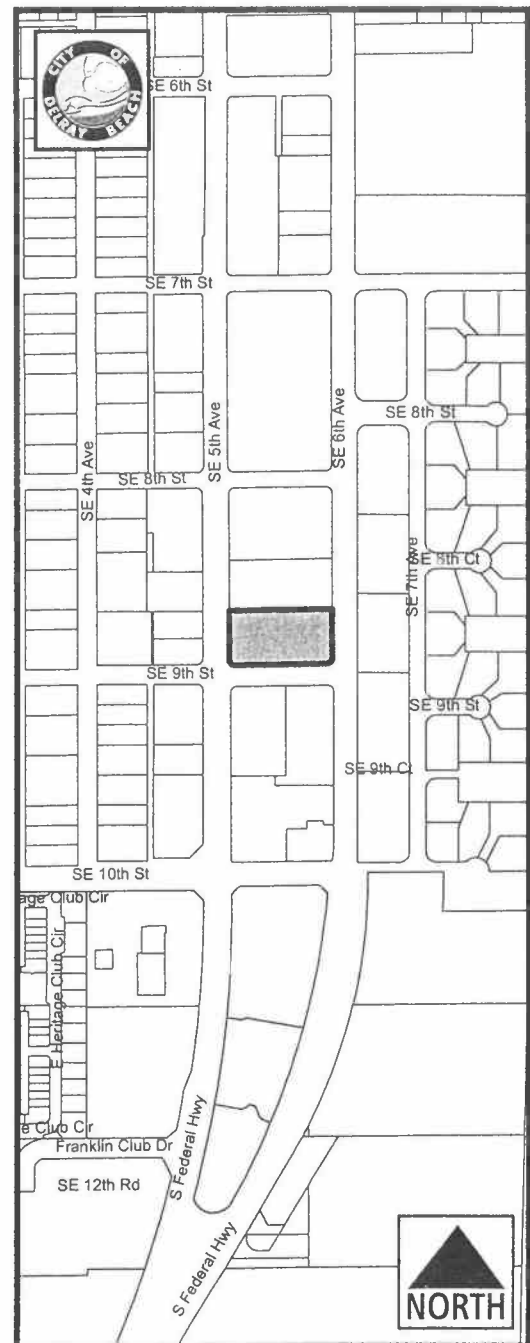 CITY OF
DELRAY BEACH
SE 6th St
SE 7th St
SE 8th St
SE 6th Ave
SE 5th Ave
SE 4th Ave
SE 8th St
SE 8th Ct
SE 7th Ave
SE 9th St
SE 9th St
SE 9th Ct
SE 10th St
age Club Cir
E Heritage Club Cir
e Club Cir
Franklin Club Dr
SE 12th Rd
S Federal Hwy
S Federal Hwy
NORTH